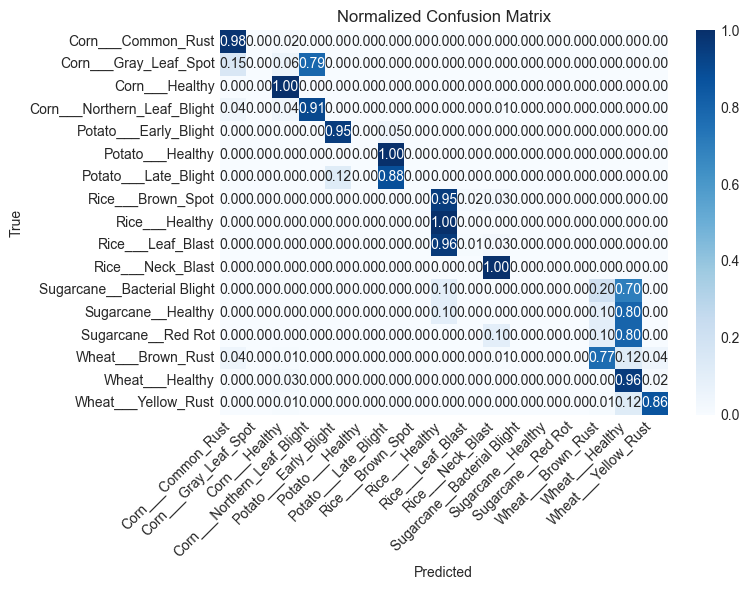 Normalized Confusion Matrix
Corn___Common_Rust 0.98 0.00 0.02 0.00 0.00 0.00 0.00 0.00 0.00 0.00 0.00 0.00 0.00 0.00 0.00 0.00 0.00
Corn___Gray_Leaf_Spot 0.15 0.00 0.06 0.79 0.00 0.00 0.00 0.00 0.00 0.00 0.00 0.00 0.00 0.00 0.00 0.00 0.00
Corn___Healthy 0.00 0.00 1.00 0.00 0.00 0.00 0.00 0.00 0.00 0.00 0.00 0.00 0.00 0.00 0.00 0.00 0.00
Corn___Northern_Leaf_Blight 0.04 0.00 0.04 0.91 0.00 0.00 0.00 0.00 0.00 0.00 0.01 0.00 0.00 0.00 0.00 0.00 0.00
Potato___Early_Blight 0.00 0.00 0.00 0.00 0.95 0.00 0.05 0.00 0.00 0.00 0.00 0.00 0.00 0.00 0.00 0.00 0.00
Potato___Healthy 0.00 0.00 0.00 0.00 0.00 0.00 1.00 0.00 0.00 0.00 0.00 0.00 0.00 0.00 0.00 0.00 0.00
Potato___Late_Blight 0.00 0.00 0.00 0.00 0.12 0.00 0.88 0.00 0.00 0.00 0.00 0.00 0.00 0.00 0.00 0.00 0.00
Rice___Brown_Spot 0.00 0.00 0.00 0.00 0.00 0.00 0.00 0.00 0.95 0.02 0.03 0.00 0.00 0.00 0.00 0.00 0.00
Rice___Healthy 0.00 0.00 0.00 0.00 0.00 0.00 0.00 0.00 1.00 0.00 0.00 0.00 0.00 0.00 0.00 0.00 0.00
Rice___Leaf_Blast 0.00 0.00 0.00 0.00 0.00 0.00 0.00 0.00 0.96 0.01 0.03 0.00 0.00 0.00 0.00 0.00 0.00
Rice___Neck_Blast 0.00 0.00 0.00 0.00 0.00 0.00 0.00 0.00 0.00 0.00 1.00 0.00 0.00 0.00 0.00 0.00 0.00
Sugarcane__Bacterial Blight 0.00 0.00 0.00 0.00 0.00 0.00 0.00 0.00 0.10 0.00 0.00 0.00 0.00 0.00 0.20 0.70 0.00
Sugarcane__Healthy 0.00 0.00 0.00 0.00 0.00 0.00 0.00 0.00 0.10 0.00 0.00 0.00 0.00 0.00 0.10 0.80 0.00
Sugarcane__Red Rot 0.00 0.00 0.00 0.00 0.00 0.00 0.00 0.00 0.00 0.00 0.10 0.00 0.00 0.00 0.10 0.80 0.00
Wheat___Brown_Rust 0.04 0.00 0.01 0.00 0.00 0.00 0.00 0.00 0.00 0.00 0.01 0.00 0.00 0.00 0.77 0.12 0.04
Wheat___Healthy 0.00 0.00 0.03 0.00 0.00 0.00 0.00 0.00 0.00 0.00 0.00 0.00 0.00 0.00 0.00 0.96 0.02
Wheat___Yellow_Rust 0.00 0.00 0.01 0.00 0.00 0.00 0.00 0.00 0.00 0.00 0.00 0.00 0.00 0.00 0.01 0.12 0.86
True
Corn___Common_Rust
Corn___Gray_Leaf_Spot
Corn___Healthy
Corn___Northern_Leaf_Blight
Potato___Early_Blight
Potato___Healthy
Potato___Late_Blight
Rice___Brown_Spot
Rice___Healthy
Rice___Leaf_Blast
Rice___Neck_Blast
Sugarcane__Bacterial Blight
Sugarcane__Healthy
Sugarcane__Red Rot
Wheat___Brown_Rust
Wheat___Healthy
Wheat___Yellow_Rust
Predicted
1.0
0.8
0.6
0.4
0.2
0.0